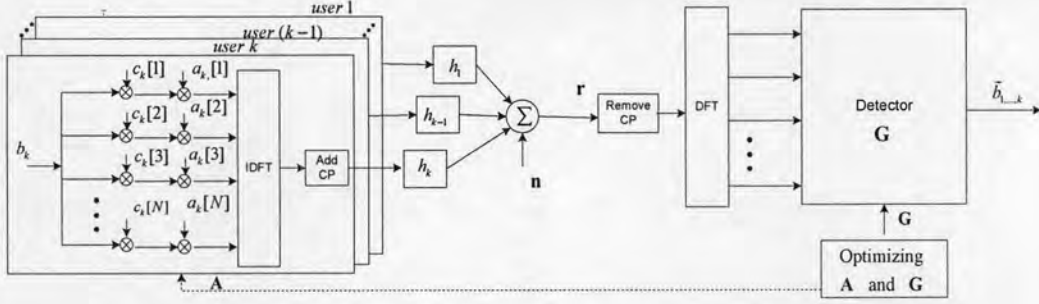 user 1
user (k−1)
user k
c_k[1] a_k,[1]
c_k[2] a_k[2]
b_k
c_k[3] a_k[3]
c_k[N] a_k[N]
IDFT
Add
CP
h_1
h_{k−1}
h_k
Σ
n
r
Remove
CP
DFT
Detector
G
b̃_{1...k}
G
Optimizing
A and G
A